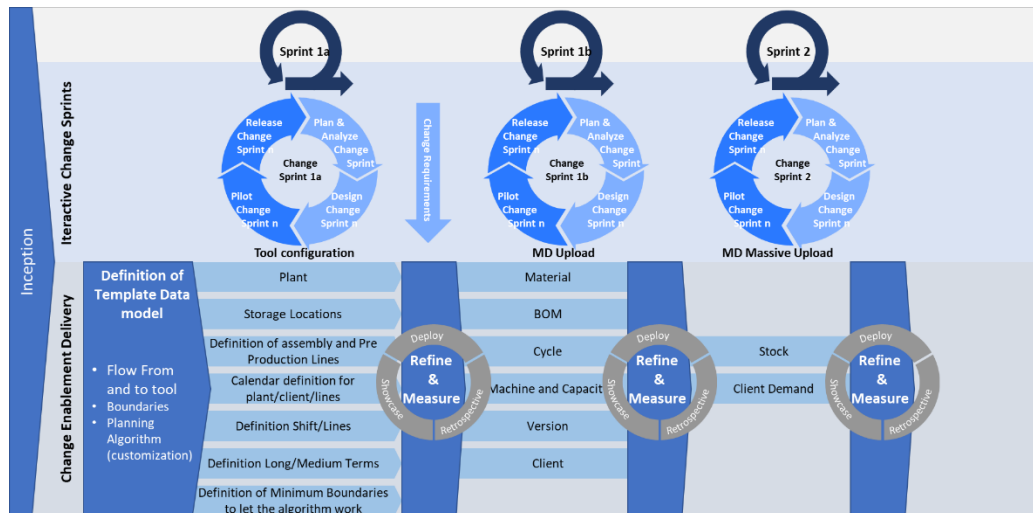 Inception
Iteractive Change Sprints
Sprint 1a
Sprint 1b
Sprint 2
Release
Change
Sprint n
Plan &
Analyze
Change
Sprint
Change
Sprint 1a
Pilot
Change
Sprint n
Design
Change
Sprint n
Change Requirements
Release
Change
Sprint n
Plan &
Analyze
Change
Sprint
Change
Sprint 1b
Pilot
Change
Sprint n
Design
Change
Sprint n
Release
Change
Sprint n
Plan &
Analyze
Change
Sprint
Change
Sprint 2
Pilot
Change
Sprint n
Design
Change
Sprint n
Tool configuration
MD Upload
MD Massive Upload
Change Enablement Delivery
Definition of
Template Data
model
• Flow From
and to tool
• Boundaries
• Planning
Algorithm
(customization)
Plant
Storage Locations
Definition of assembly and Pre
Production Lines
Calendar definition for
plant/client/lines
Definition Shift/Lines
Definition Long/Medium Terms
Definition of Minimum Boundaries
to let the algorithm work
Deploy
Refine
&
Measure
Showcase
Retrospective
Material
BOM
Cycle
Machine and Capacit
Version
Client
Deploy
Refine
&
Measure
Showcase
Retrospective
Stock
Client Demand
Deploy
Refine
&
Measure
Showcase
Retrospective